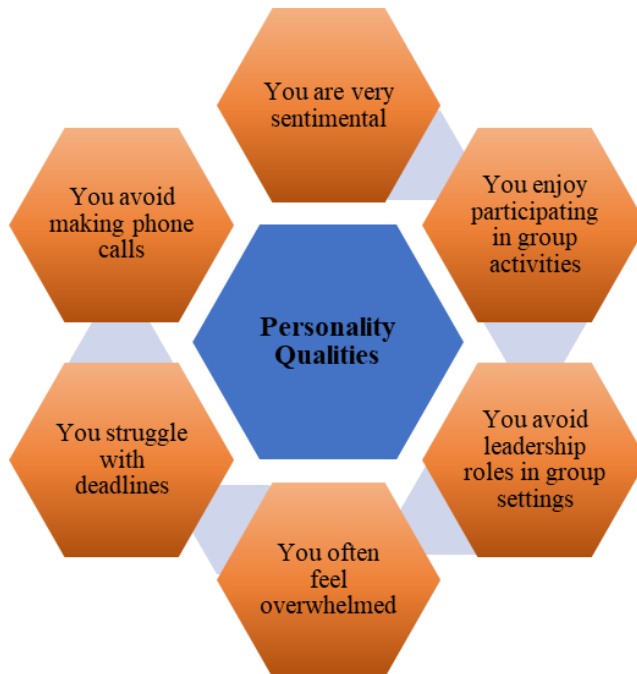 You are very
sentimental
You enjoy
participating
in group
activities
You avoid
leadership
roles in group
settings
You often
feel
overwhelmed
You struggle
with
deadlines
You avoid
making phone
calls
Personality
Qualities